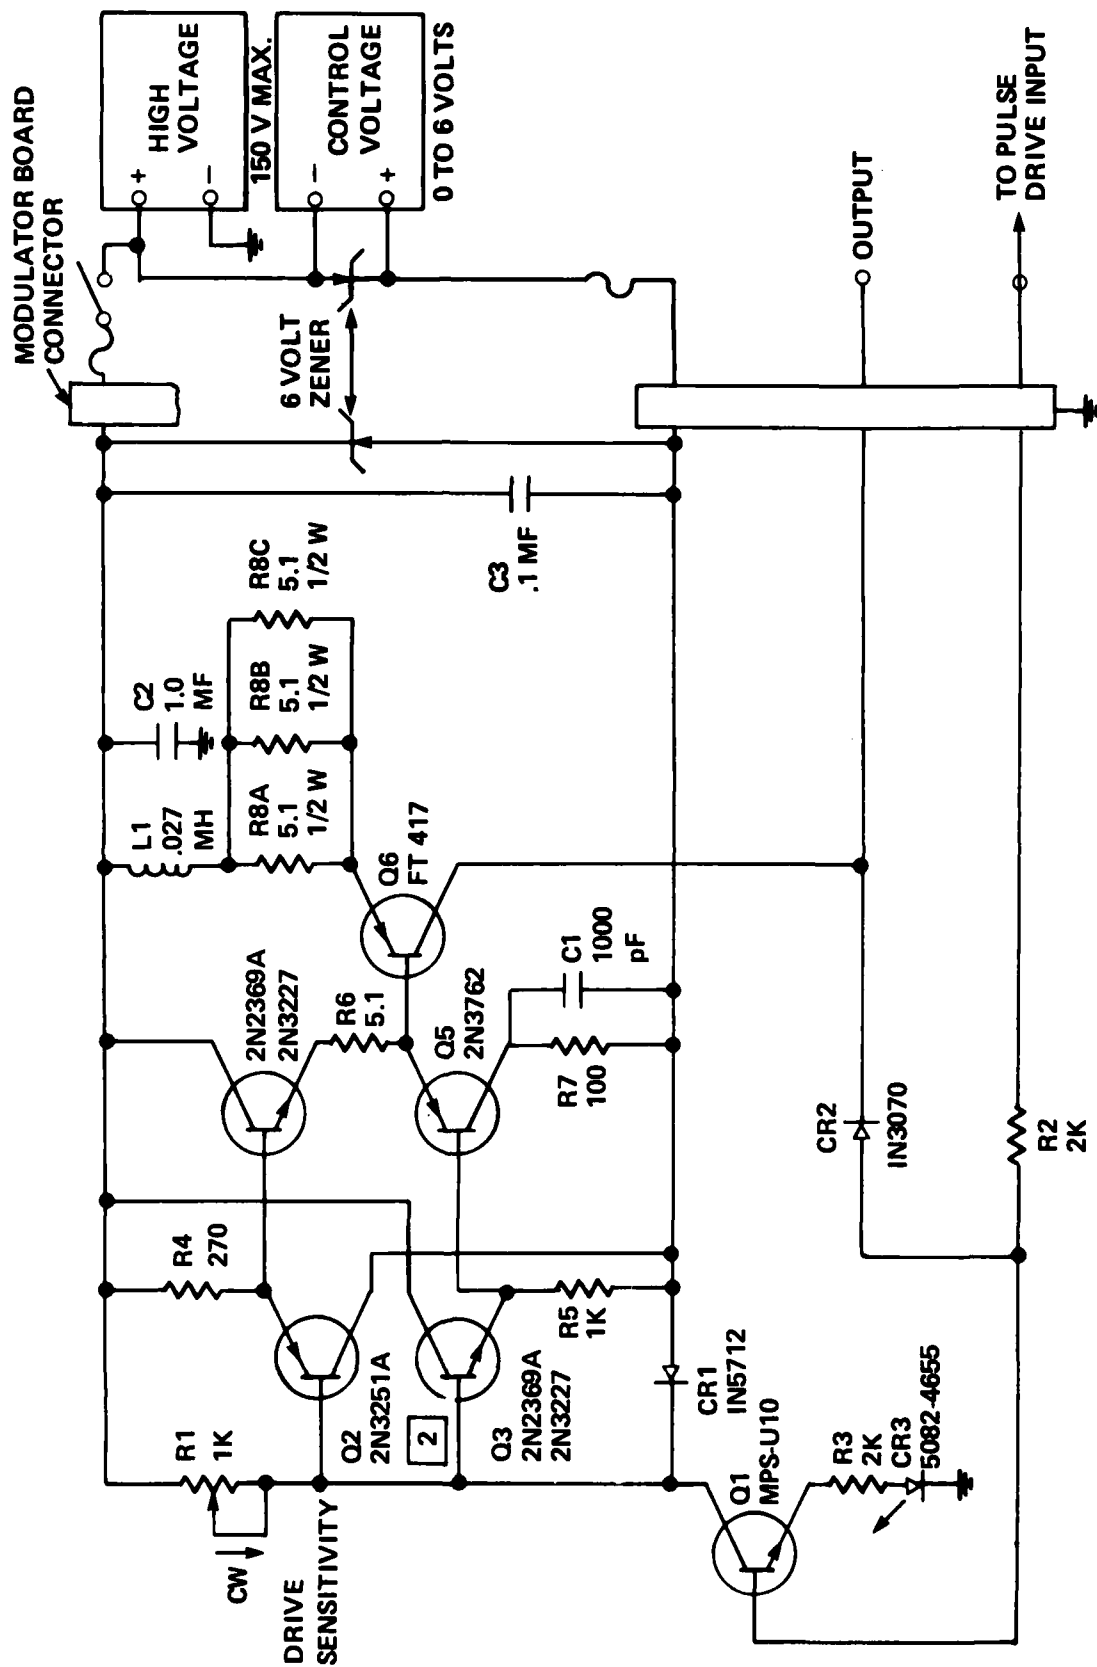 MODULATOR BOARD
CONNECTOR
+
HIGH
VOLTAGE
−
150 V MAX.
−
CONTROL
VOLTAGE
+
0 TO 6 VOLTS
6 VOLT
ZENER
OUTPUT
TO PULSE
DRIVE INPUT
C3
.1 MF
R8C
5.1
1/2 W
R8B
5.1
1/2 W
R8A
5.1
1/2 W
C2
1.0
MF
L1
.027
MH
Q6
FT 417
2N2369A
2N3227
R6
5.1
Q5
2N3762
C1
1000
pF
R7
100
CR2
IN3070
R2
2K
R4
270
R5
1K
R1
1K
CW
DRIVE
SENSITIVITY
Q2
2N3251A
2
Q3
2N2369A
2N3227
CR1
IN5712
Q1
MPS-U10
R3
2K
CR3
5082-4655